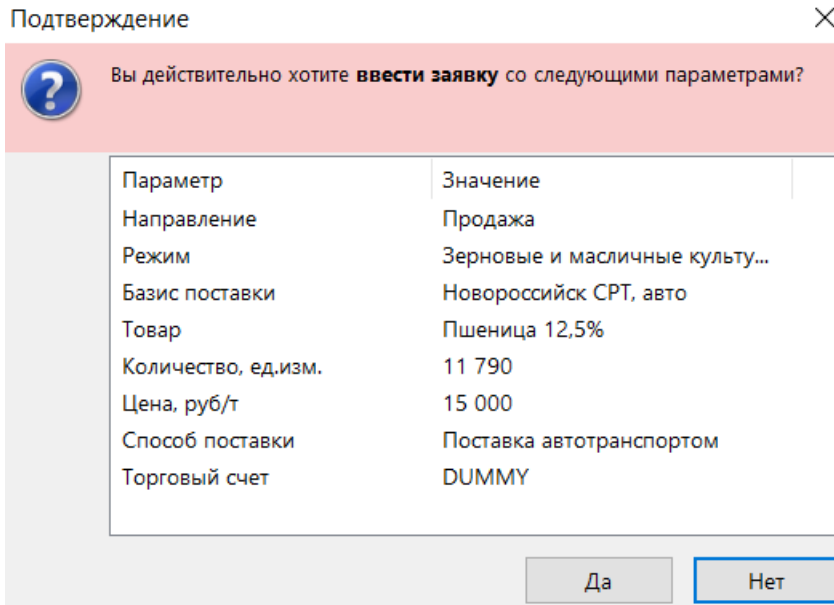 Подтверждение
Вы действительно хотите ввести заявку со следующими параметрами?
Параметр Значение
Направление Продажа
Режим Зерновые и масличные культу...
Базис поставки Новороссийск CPT, авто
Товар Пшеница 12,5%
Количество, ед.изм. 11 790
Цена, руб/т 15 000
Способ поставки Поставка автотранспортом
Торговый счет DUMMY
Да Нет